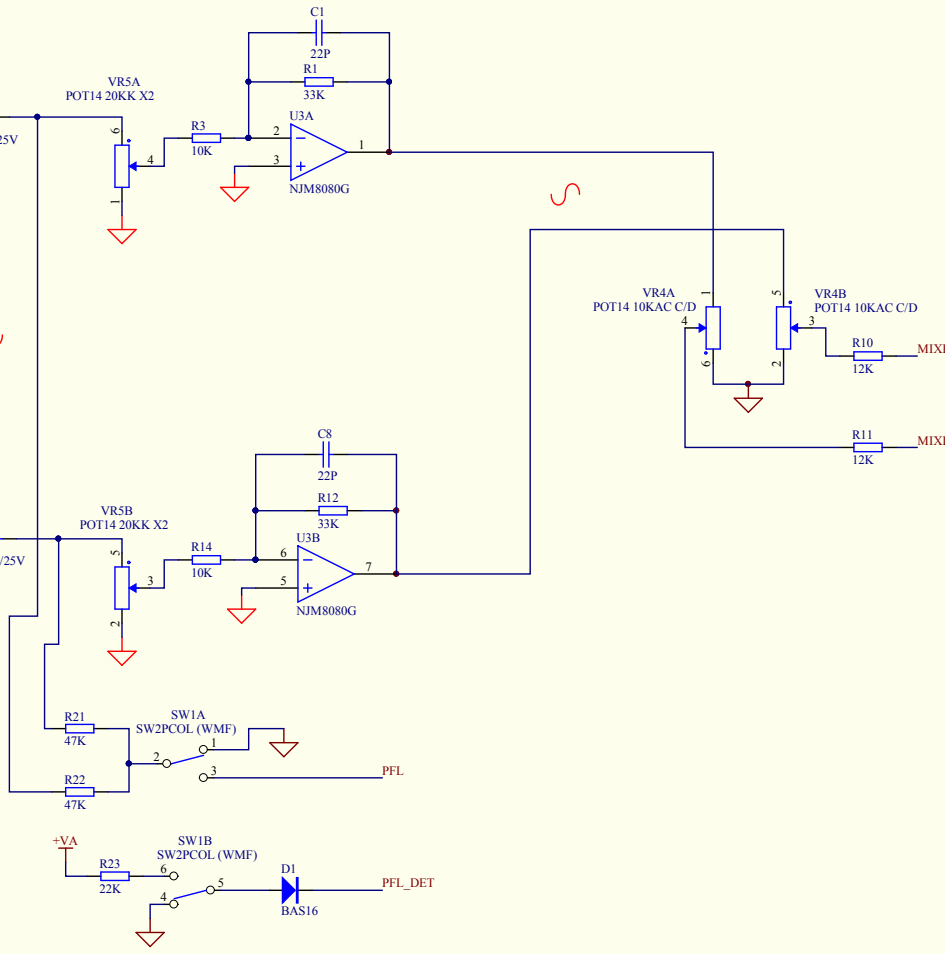 C1
22P
R1
33K
VR5A
POT14 20KK X2
25V
6
4
1
R3
10K
U3A
2
3
1
NJM8080G
VR4A
POT14 10KAC C/D
1
4
6
VR4B
POT14 10KAC C/D
5
3
2
R10
12K
MIX
R11
12K
MIX
C8
22P
R12
33K
VR5B
POT14 20KK X2
/25V
5
3
2
R14
10K
U3B
6
5
7
NJM8080G
R21
47K
R22
47K
SW1A
SW2PCOL (WMF)
2
1
3
PFL
+VA
R23
22K
SW1B
SW2PCOL (WMF)
6
5
4
D1
BAS16
PFL_DET